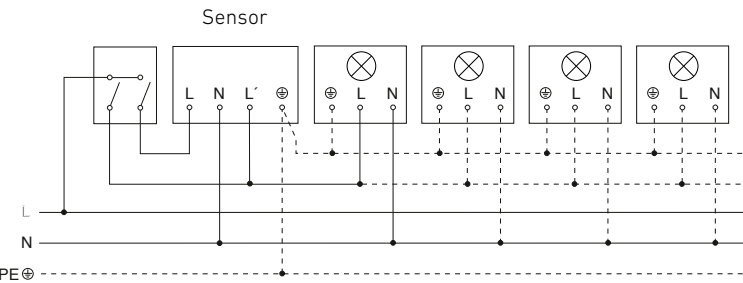 Sensor
L N L´ ⏚ ⏚ L N ⏚ L N ⏚ L N ⏚ L N
L
N
PE ⏚